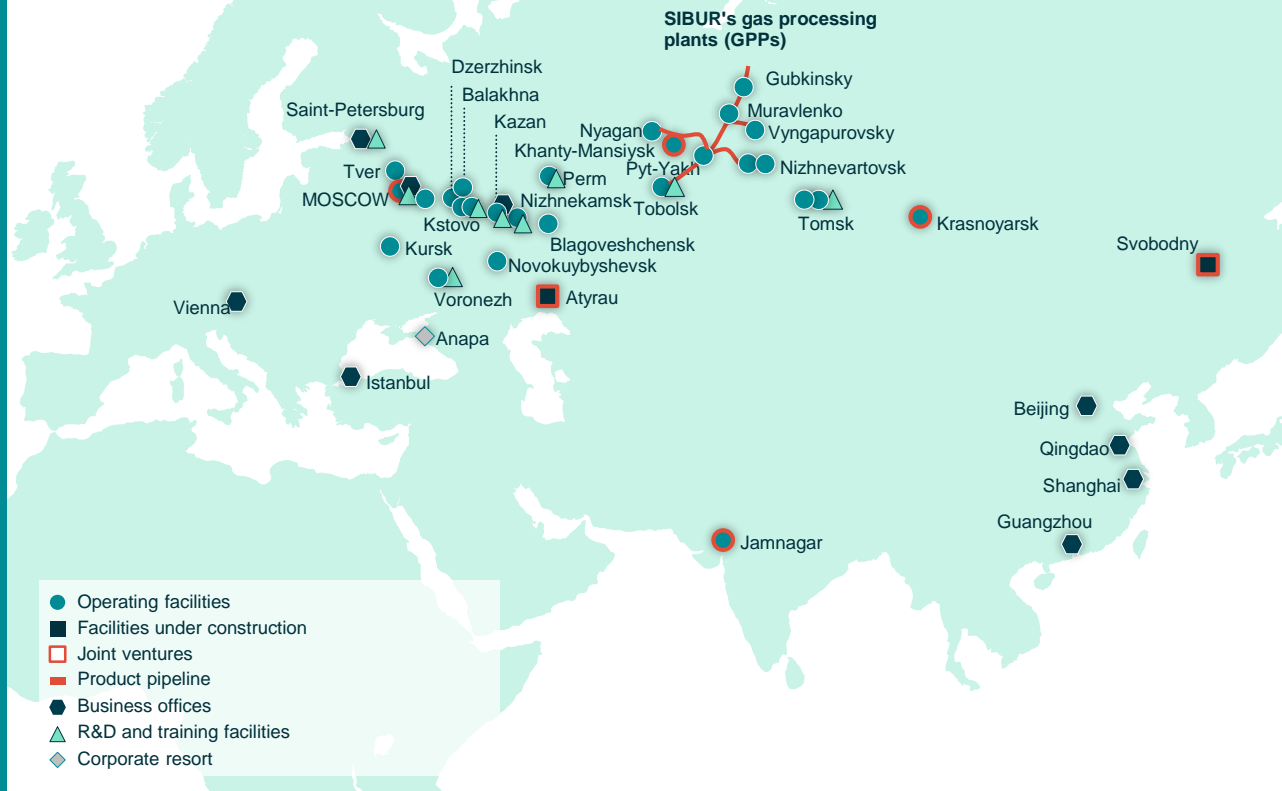 SIBUR's gas processing
plants (GPPs)
Dzerzhinsk
Gubkinsky
Balakhna
Saint-Petersburg
Muravlenko
Kazan
Nyagan
Vyngapurovsky
Khanty-Mansiysk
Tver
Pyt-Yakh
Nizhnevartovsk
Perm
MOSCOW
Nizhnekamsk
Tobolsk
Kstovo
Tomsk
Krasnoyarsk
Kursk
Blagoveshchensk
Svobodny
Novokuybyshevsk
Voronezh
Atyrau
Vienna
Anapa
Istanbul
Beijing
Qingdao
Shanghai
Guangzhou
Jamnagar
Operating facilities
Facilities under construction
Joint ventures
Product pipeline
Business offices
R&D and training facilities
Corporate resort